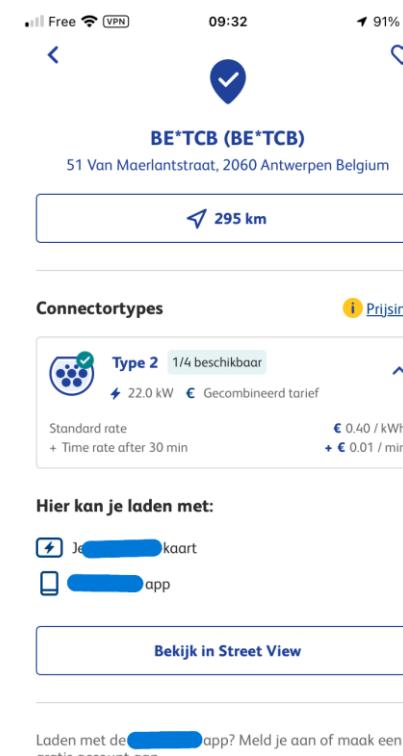 Free VPN 09:32 91%
BE*TCB (BE*TCB)
51 Van Maerlantstraat, 2060 Antwerpen Belgium
295 km
Connectortypes
Type 2 1/4 beschikbaar
22.0 kW € Gecombineerd tarief
Standard rate € 0.40 / kWh
+ Time rate after 30 min + € 0.01 / min
Hier kan je laden met:
Je kaart
app
Bekijk in Street View
Laden met de app? Meld je aan of maak een